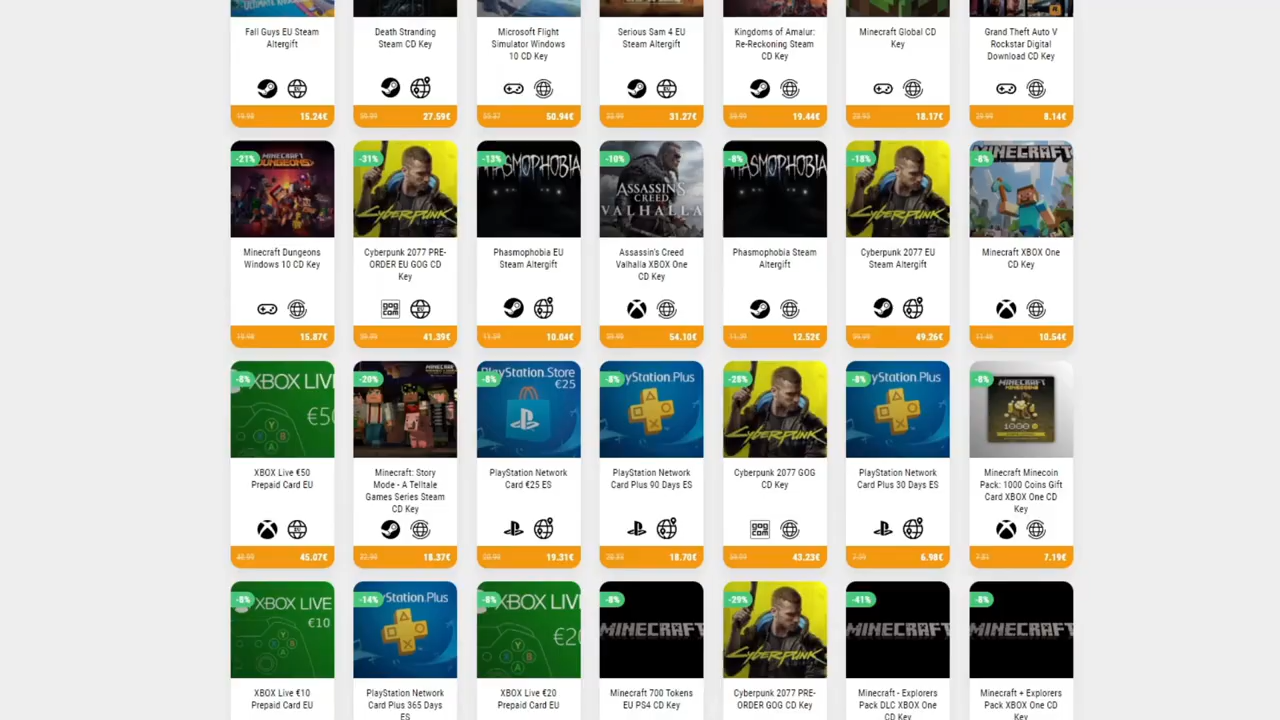 Fall Guys EU Steam
Altergift
15.24€
Death Stranding
Steam CD Key
27.59€
Microsoft Flight
Simulator Windows
10 CD Key
50.94€
Serious Sam 4 EU
Steam Altergift
31.27€
Kingdoms of Amalur:
Re-Reckoning Steam
CD Key
19.44€
Minecraft Global CD
Key
18.17€
Grand Theft Auto V
Rockstar Digital
Download CD Key
8.14€
-21%
MINECRAFT
DUNGEONS
Minecraft Dungeons
Windows 10 CD Key
15.87€
-31%
CYBERPUNK
Cyberpunk 2077 PRE-
ORDER EU GOG CD
Key
GOG
COM
41.39€
-13%
PHASMOPHOBIA
Phasmophobia EU
Steam Altergift
10.04€
-10%
ASSASSIN'S
CREED
VALHALLA
Assassin's Creed
Valhalla XBOX One
CD Key
54.10€
-8%
PHASMOPHOBIA
Phasmophobia Steam
Altergift
12.52€
-18%
CYBERPUNK
Cyberpunk 2077 EU
Steam Altergift
49.26€
-8%
MINECRAFT
Minecraft XBOX One
CD Key
10.54€
-8%
XBOX LIVE
€50
XBOX Live €50
Prepaid Card EU
45.07€
-20%
MINECRAFT
Minecraft: Story
Mode - A Telltale
Games Series Steam
CD Key
18.37€
-8%
PlayStation Store
€25
PlayStation Network
Card €25 ES
19.31€
-8%
PlayStation Plus
PlayStation Network
Card Plus 90 Days ES
18.70€
-28%
CYBERPUNK
Cyberpunk 2077 GOG
CD Key
GOG
COM
43.23€
-8%
PlayStation Plus
PlayStation Network
Card Plus 30 Days ES
6.98€
-8%
MINECRAFT
Minecraft Minecoin
Pack: 1000 Coins Gift
Card XBOX One CD
Key
7.19€
-8%
XBOX LIVE
€10
XBOX Live €10
Prepaid Card EU
-14%
PlayStation Plus
PlayStation Network
Card Plus 365 Days
ES
-8%
XBOX LIVE
€20
XBOX Live €20
Prepaid Card EU
-8%
MINECRAFT
Minecraft 700 Tokens
EU PS4 CD Key
-29%
CYBERPUNK
Cyberpunk 2077 PRE-
ORDER GOG CD Key
-41%
MINECRAFT
Minecraft - Explorers
Pack DLC XBOX One
CD Key
-8%
MINECRAFT
Minecraft + Explorers
Pack XBOX One CD
Key